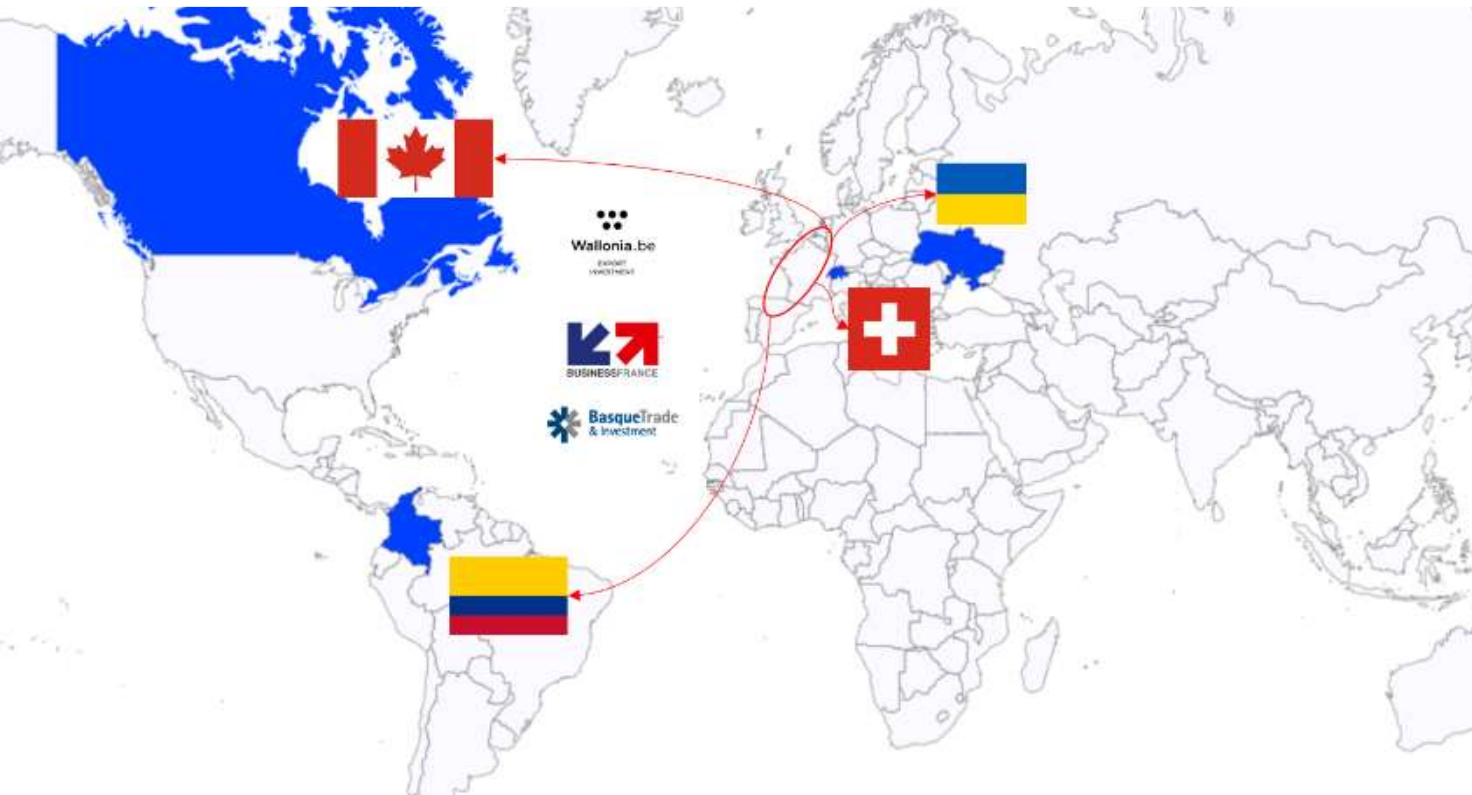 Wallonia.be
EXPORT
INVESTMENT
BUSINESSFRANCE
BasqueTrade
& Investment